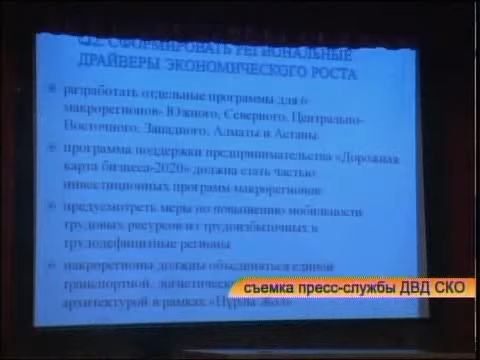 2. СФОРМИРОВАТЬ РЕГИОНАЛЬНЫЕ
ДРАЙВЕРЫ ЭКОНОМИЧЕСКОГО РОСТА
разработать отдельные программы для 6
макрорегионов- Южного, Северного, Центрально-
Восточного, Западного, Алматы и Астаны
программа поддержки предпринимательства «Дорожная
карта бизнеса-2020» должна стать частью
инвестиционных программ макрорегионов
предусмотреть меры по повышению мобильности
трудовых ресурсов из трудоизбыточных в
трудодефицитные регионы
макрорегионы должны объединяться единой
транспортной, логистической
архитектурой в рамках «Нұрлы жол»
съемка пресс-службы ДВД СКО